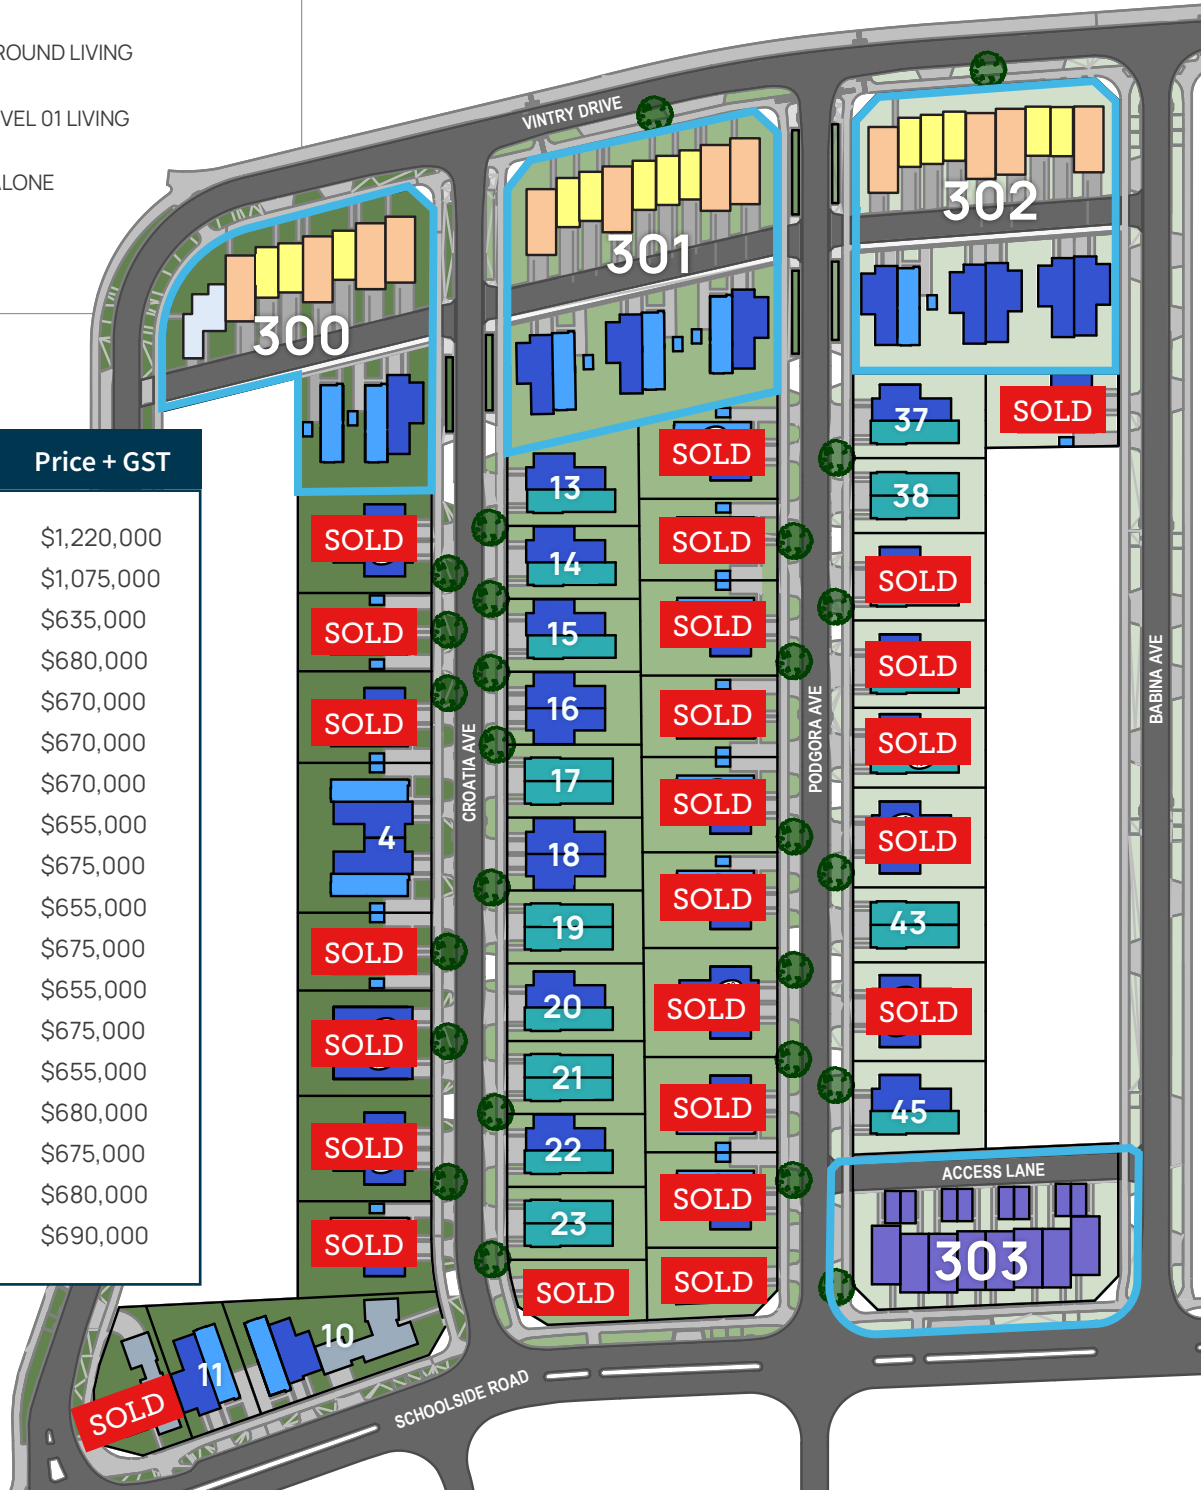 ROUND LIVING
VEL 01 LIVING
ALONE
Price + GST
$1,220,000
$1,075,000
$635,000
$680,000
$670,000
$670,000
$670,000
$655,000
$675,000
$655,000
$675,000
$655,000
$675,000
$655,000
$680,000
$675,000
$680,000
$690,000
VINTRY DRIVE
300
301
302
SOLD
SOLD
SOLD
4
SOLD
SOLD
SOLD
SOLD
10
11
SOLD
CROATIA AVE
13
14
15
16
17
18
19
20
21
22
23
SOLD
SOLD
SOLD
SOLD
SOLD
SOLD
SOLD
SOLD
SOLD
SOLD
SOLD
PODGORA AVE
37
SOLD
38
SOLD
SOLD
SOLD
SOLD
43
SOLD
45
BABINA AVE
ACCESS LANE
303
SCHOOLSIDE ROAD